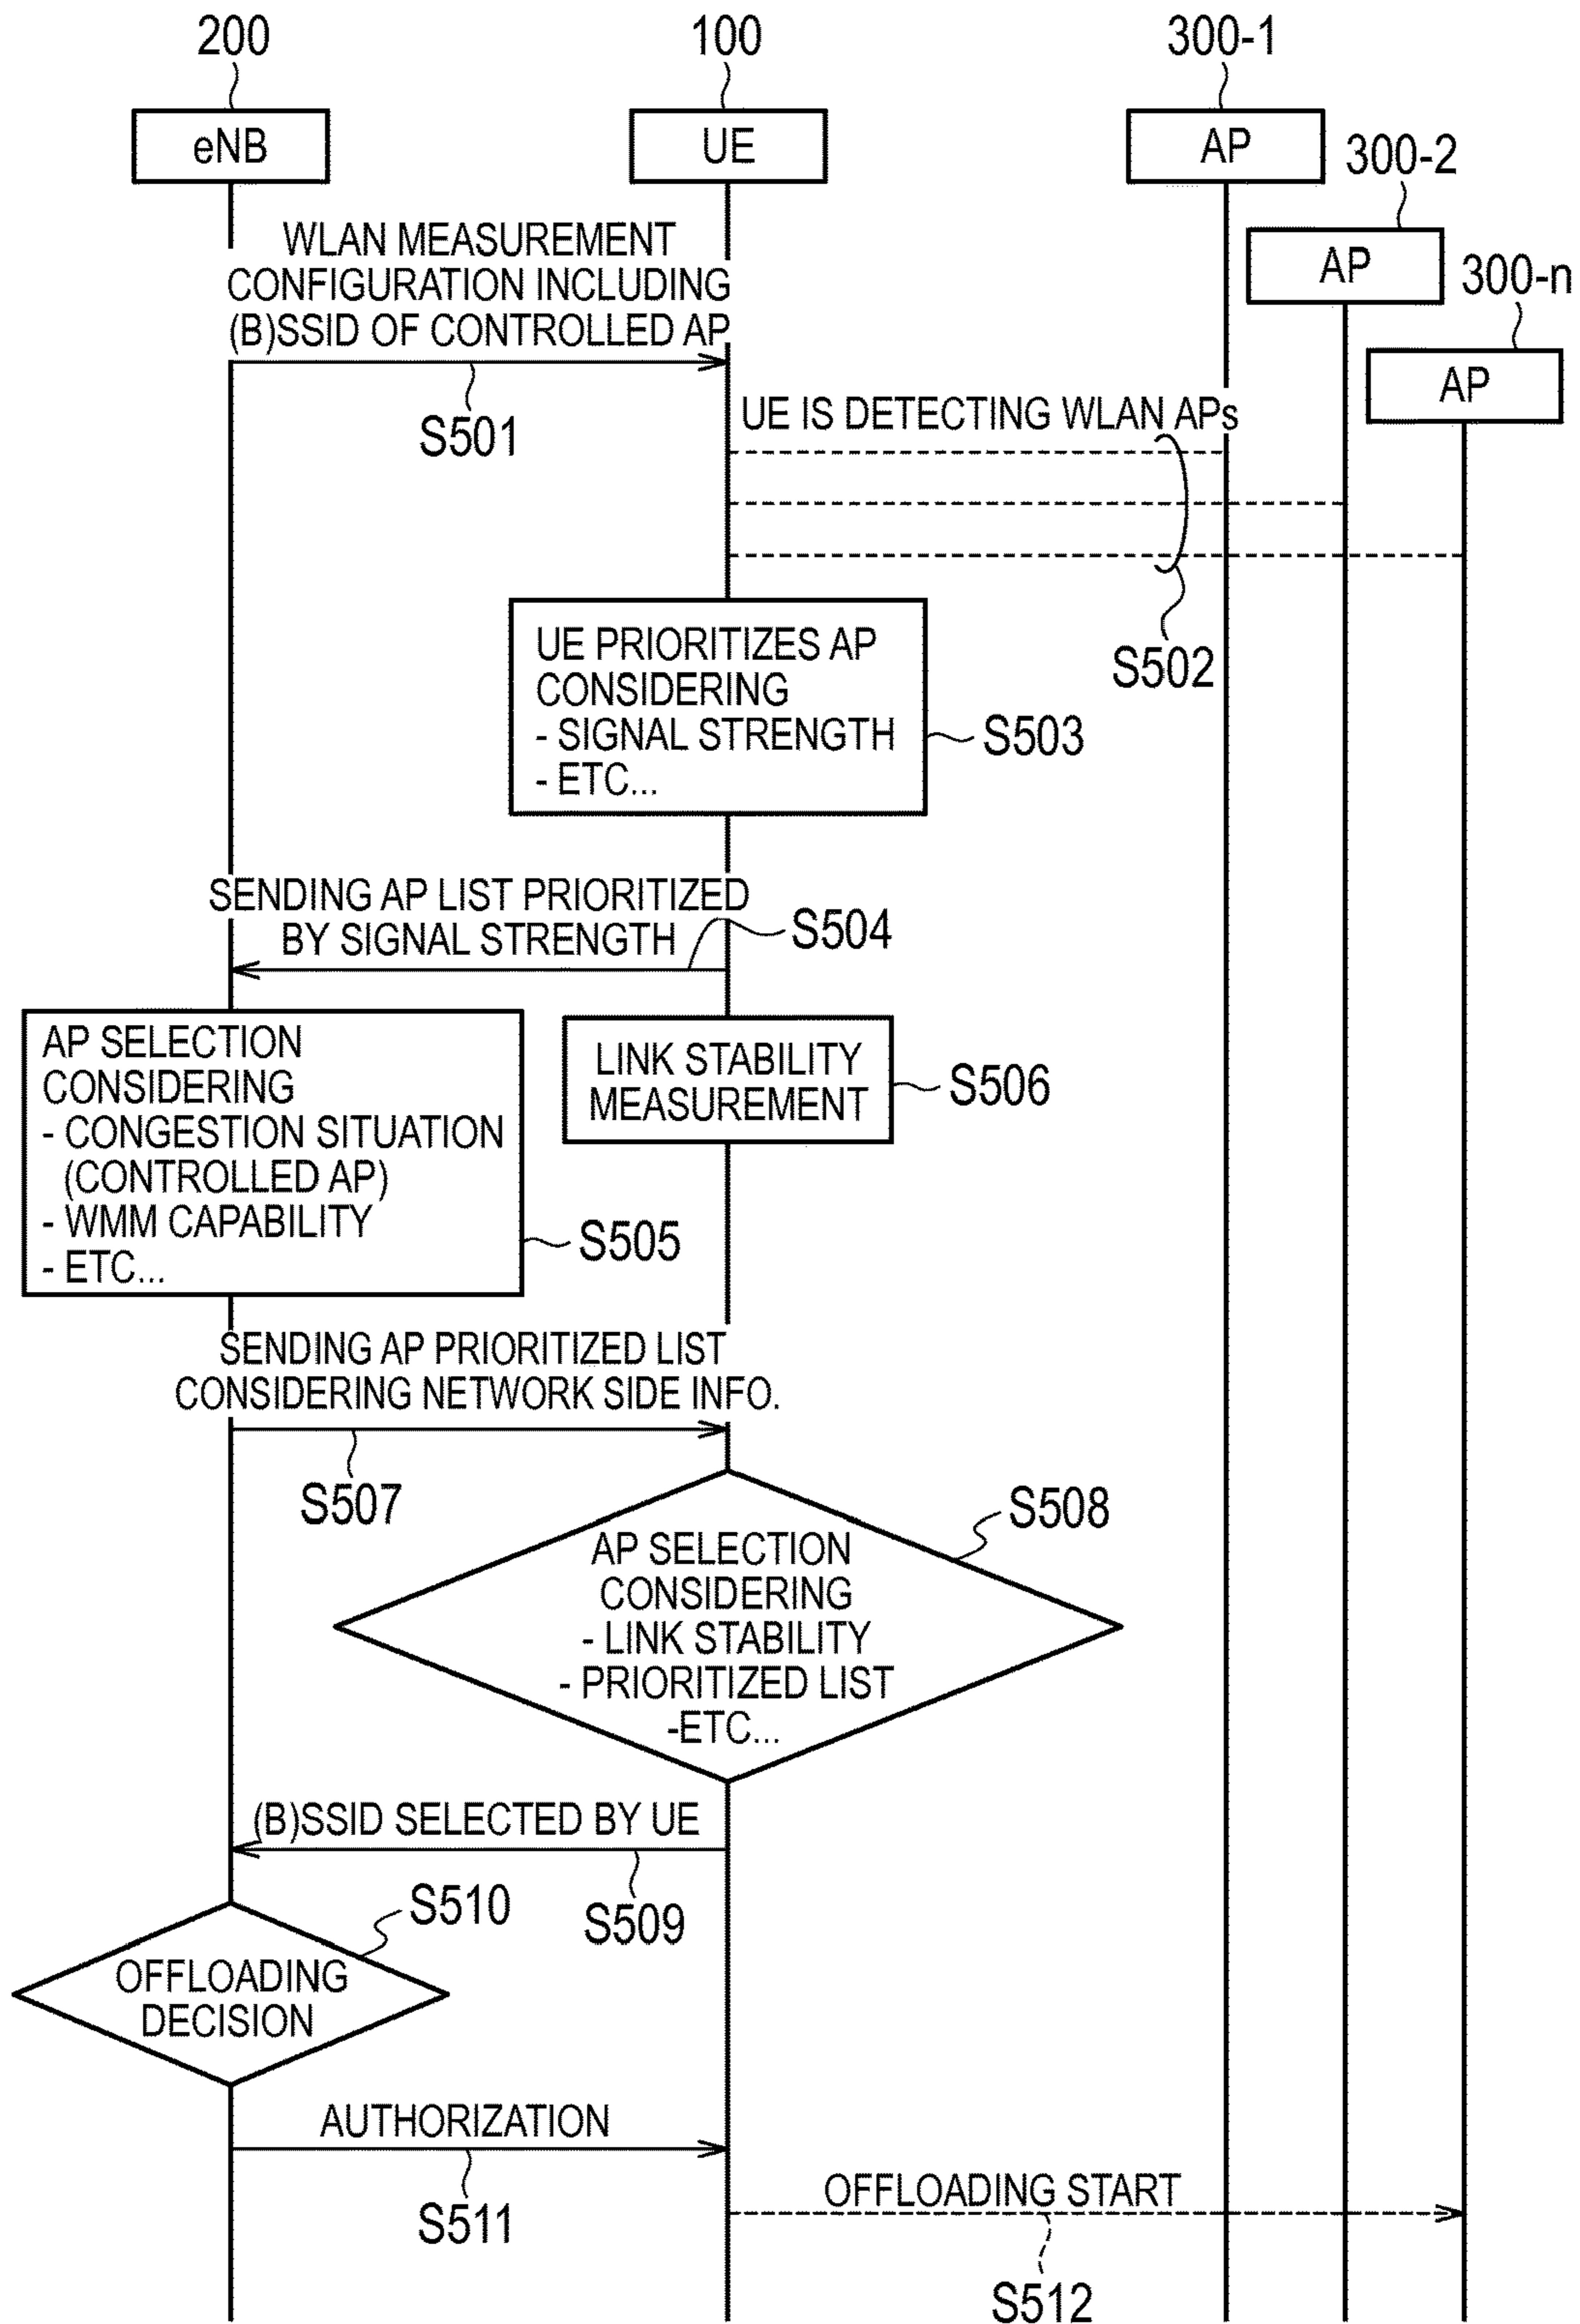 200
100
300-1
eNB
UE
AP
300-2
AP
300-n
AP
WLAN MEASUREMENT
CONFIGURATION INCLUDING
(B)SSID OF CONTROLLED AP
S501
UE IS DETECTING WLAN APs
S502
UE PRIORITIZES AP
CONSIDERING
- SIGNAL STRENGTH
- ETC...
S503
SENDING AP LIST PRIORITIZED
BY SIGNAL STRENGTH
S504
AP SELECTION
CONSIDERING
- CONGESTION SITUATION
(CONTROLLED AP)
- WMM CAPABILITY
- ETC...
S505
LINK STABILITY
MEASUREMENT
S506
SENDING AP PRIORITIZED LIST
CONSIDERING NETWORK SIDE INFO.
S507
AP SELECTION
CONSIDERING
- LINK STABILITY
- PRIORITIZED LIST
-ETC...
S508
(B)SSID SELECTED BY UE
S509
OFFLOADING
DECISION
S510
AUTHORIZATION
S511
OFFLOADING START
S512